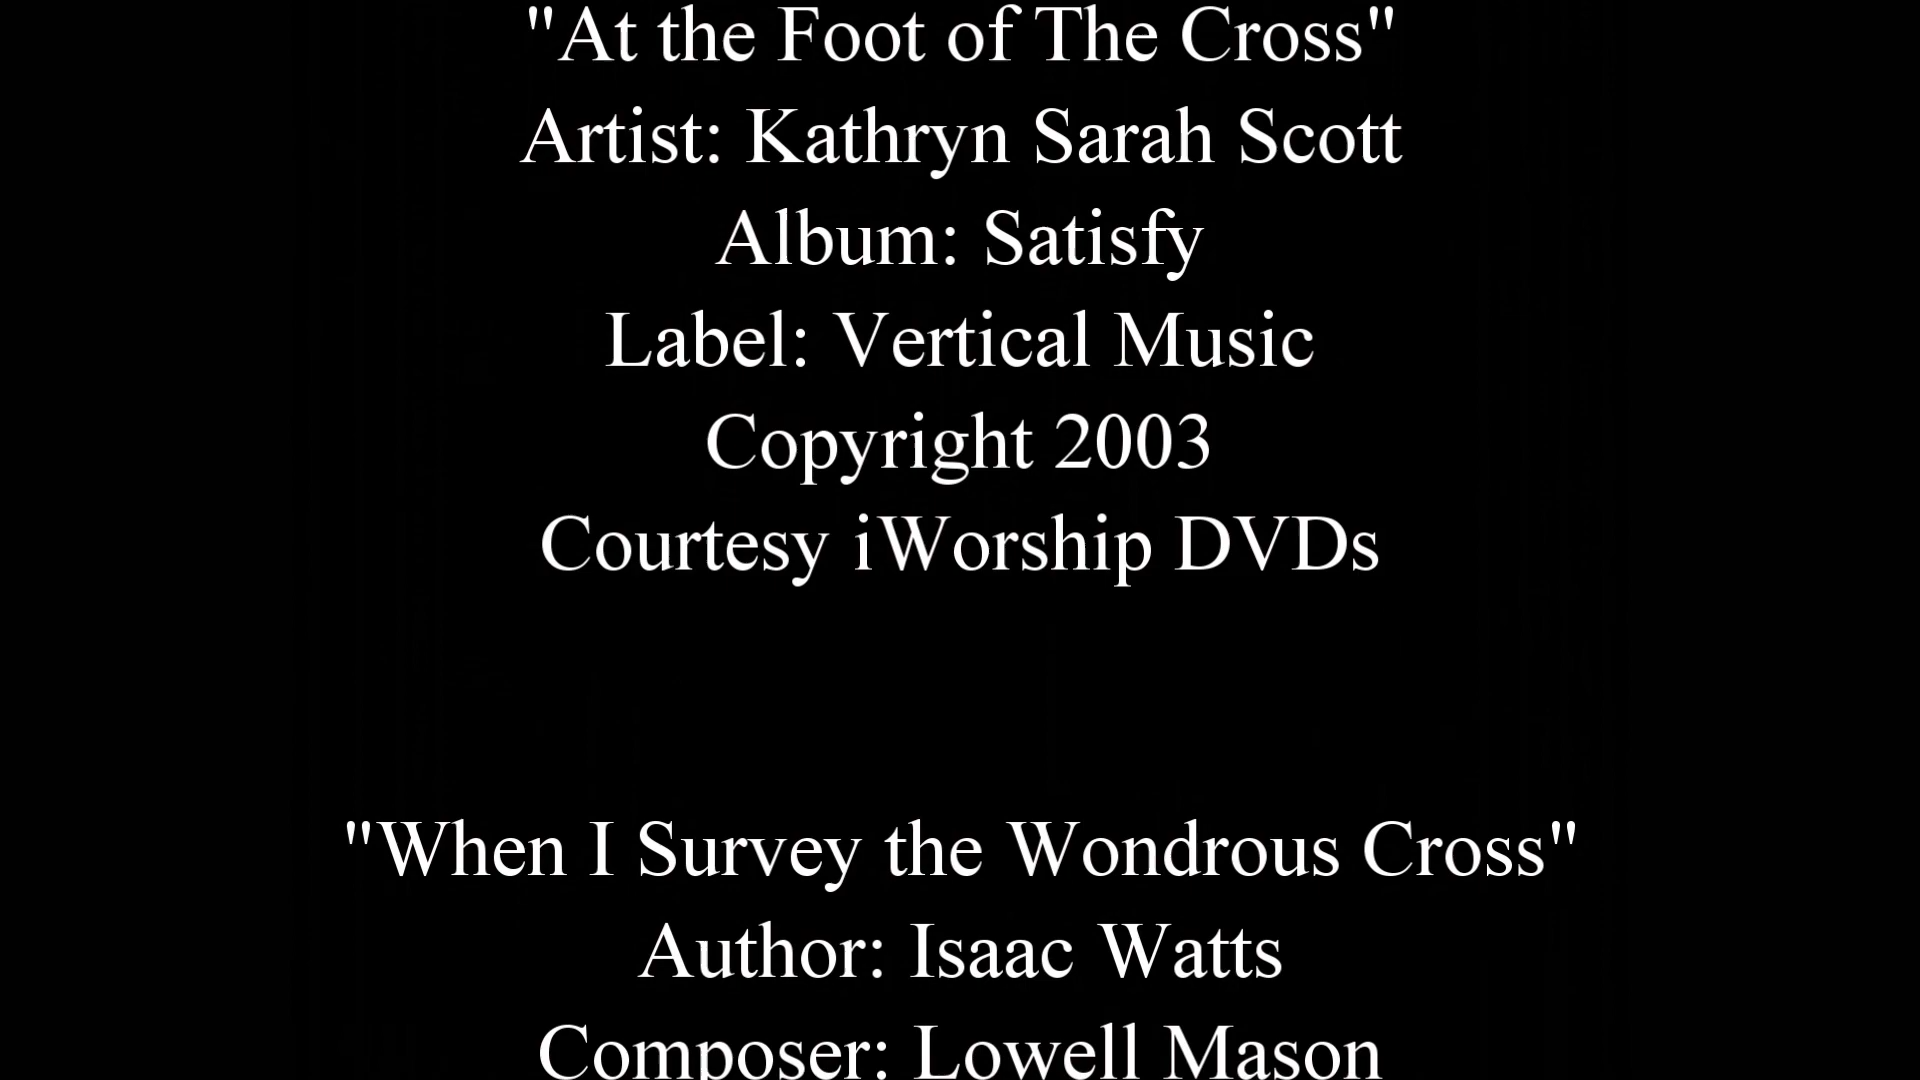 "At the Foot of The Cross"
Artist: Kathryn Sarah Scott
Album: Satisfy
Label: Vertical Music
Copyright 2003
Courtesy iWorship DVDs
"When I Survey the Wondrous Cross"
Author: Isaac Watts
Composer: Lowell Mason